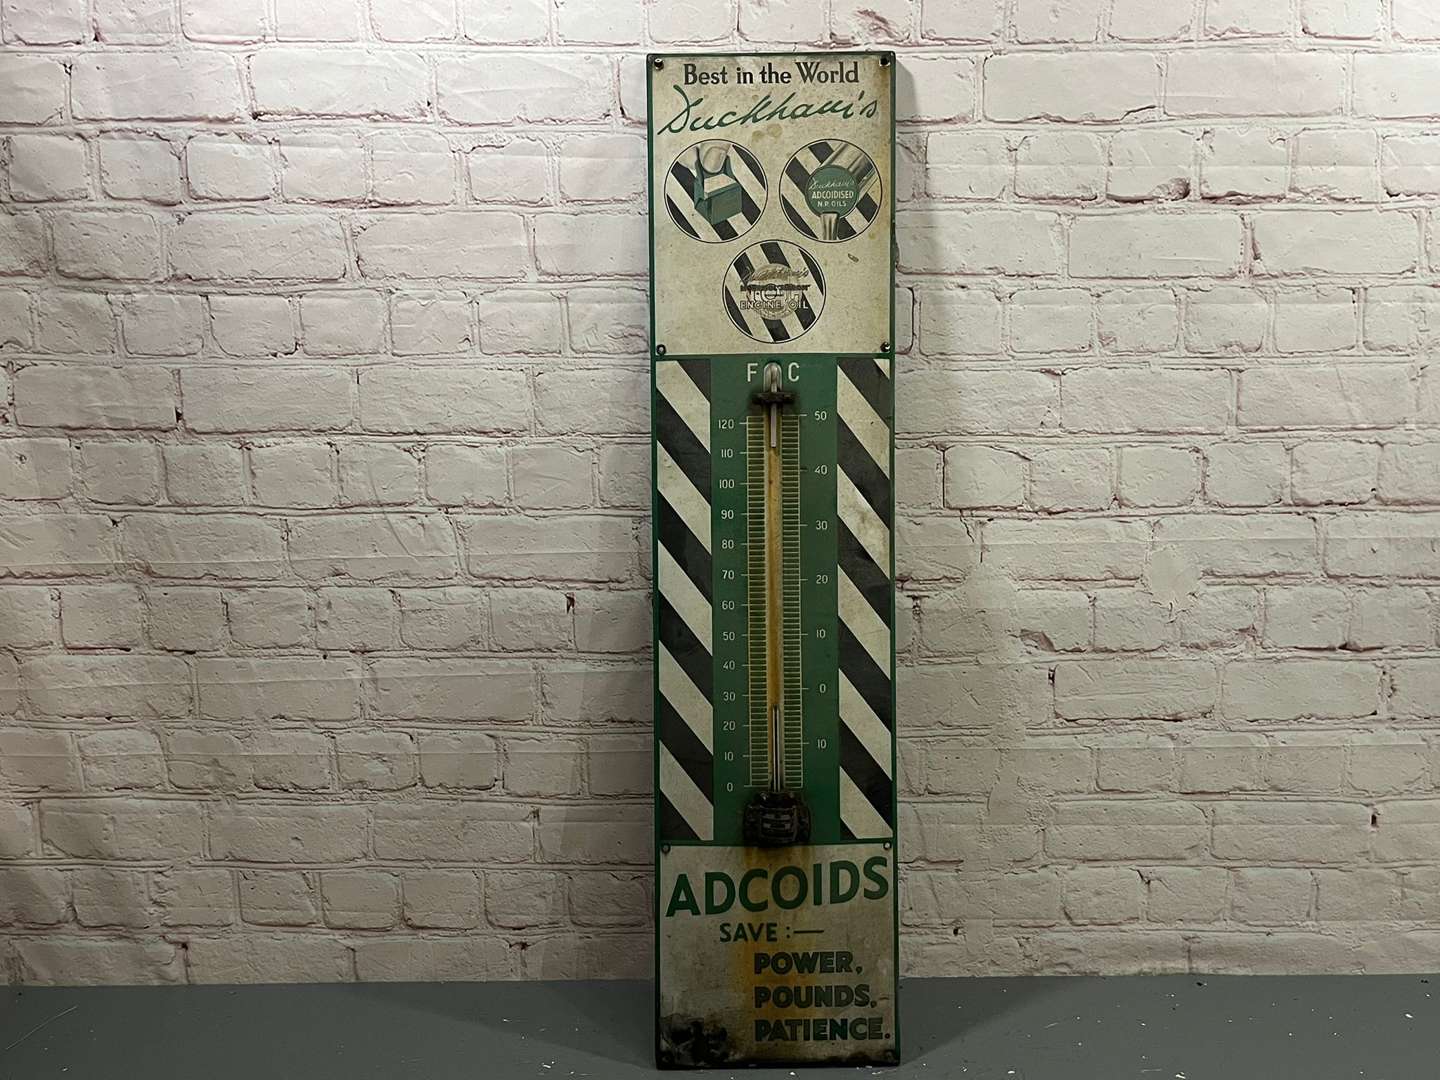 Best in the World
Duckham's
Duckham's
ADCOIDISED
N.P. OILS
ENGINE OIL
F C
120
110
100
90
80
70
60
50
40
30
20
10
0
50
40
30
20
10
0
10
ADCOIDS
SAVE :—
POWER,
POUNDS,
PATIENCE.